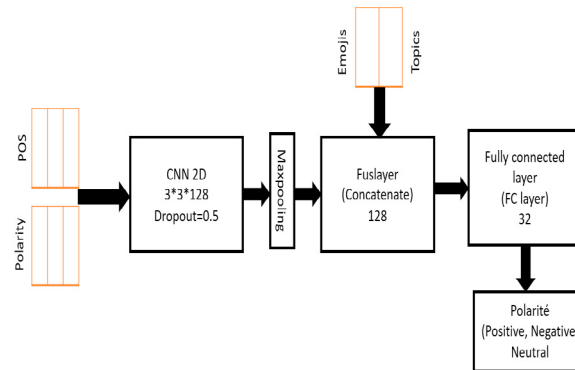 POS
Polarity
CNN 2D
3*3*128
Dropout=0.5
Maxpooling
Emojis
Topics
Fuslayer
(Concatenate)
128
Fully connected
layer
(FC layer)
32
Polarité
(Positive, Negative,
Neutral